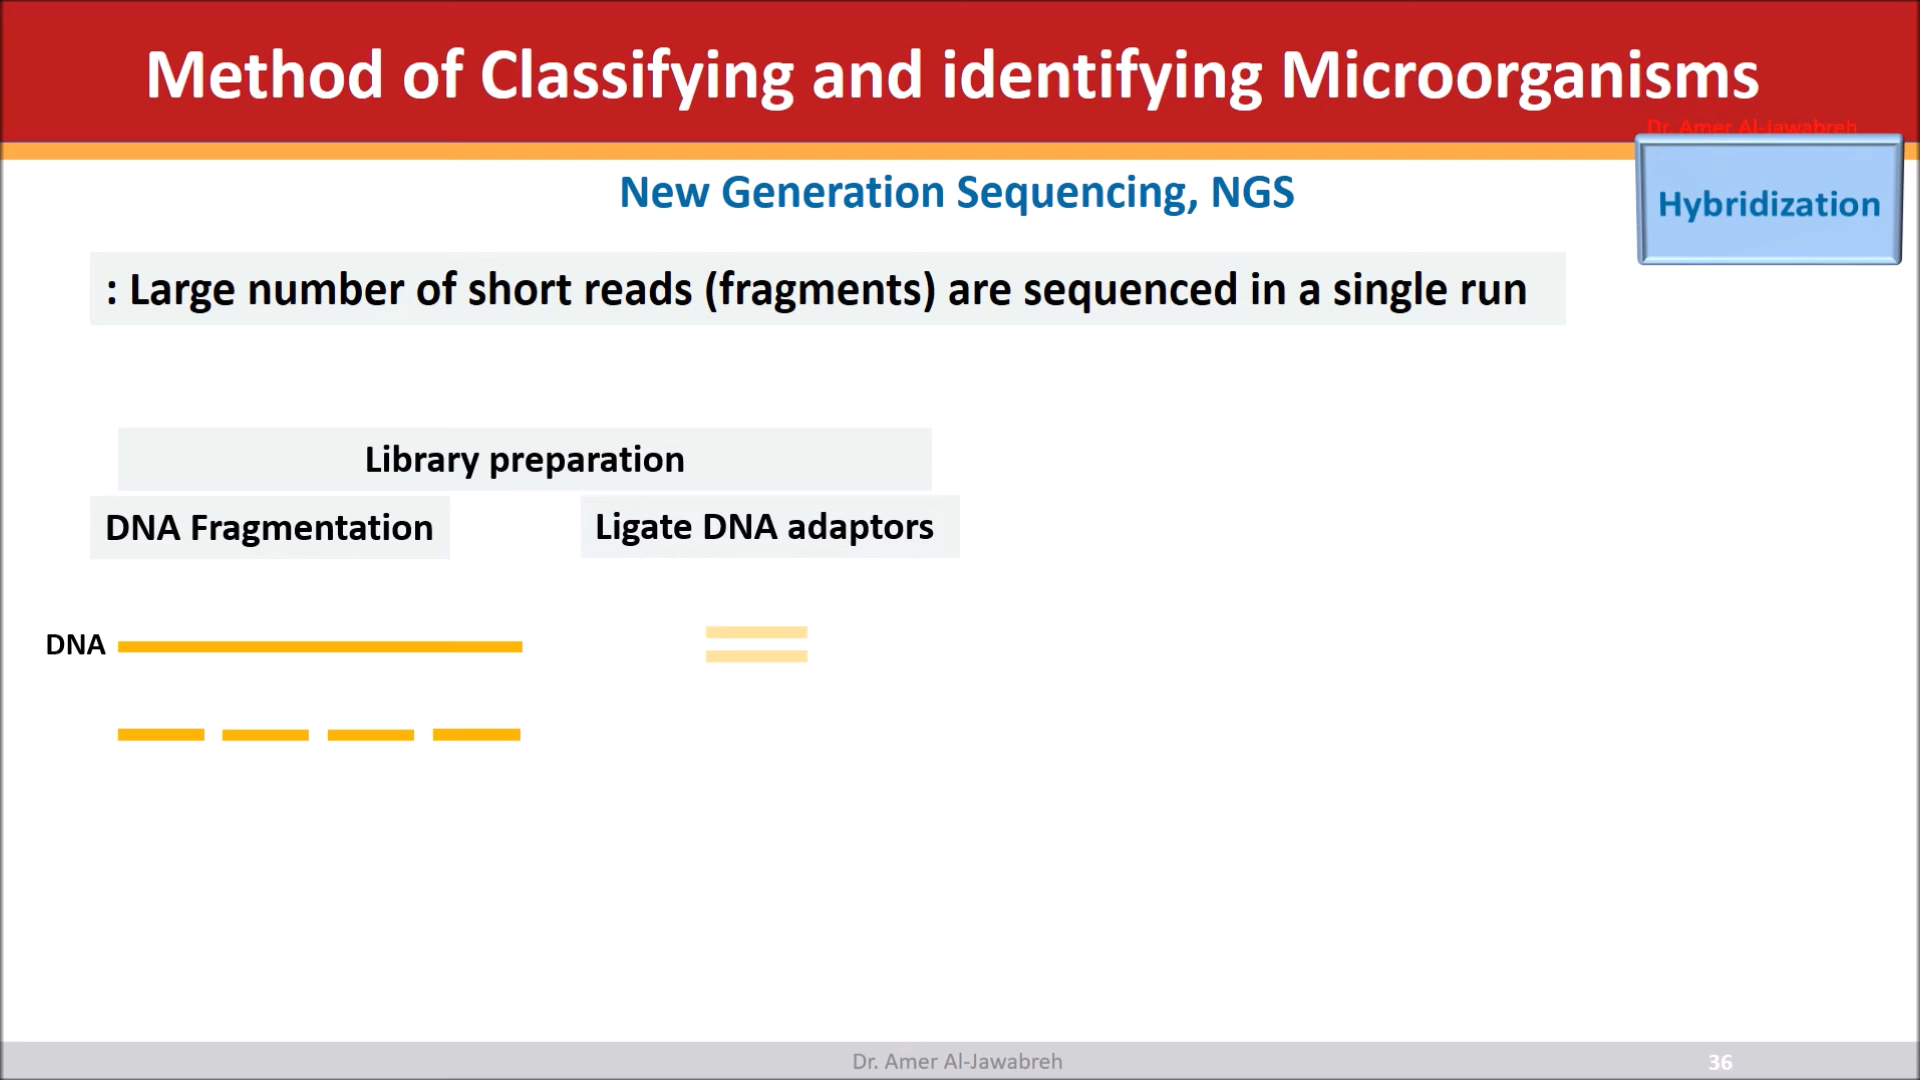 Method of Classifying and identifying Microorganisms
Dr. Amer Al-Jawabreh
Hybridization
New Generation Sequencing, NGS
: Large number of short reads (fragments) are sequenced in a single run
Library preparation
DNA Fragmentation
Ligate DNA adaptors
DNA
Dr. Amer Al-Jawabreh
36